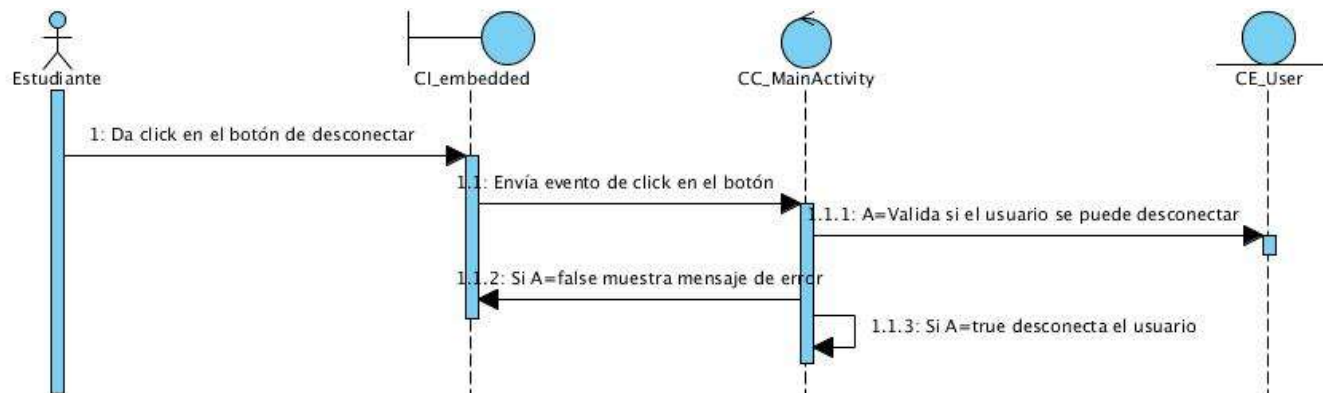 Estudiante
CI_embedded
CC_MainActivity
CE_User
1: Da click en el botón de desconectar
1.1: Envía evento de click en el botón
1.1.1: A=Valida si el usuario se puede desconectar
1.1.2: Si A=false muestra mensaje de error
1.1.3: Si A=true desconecta el usuario